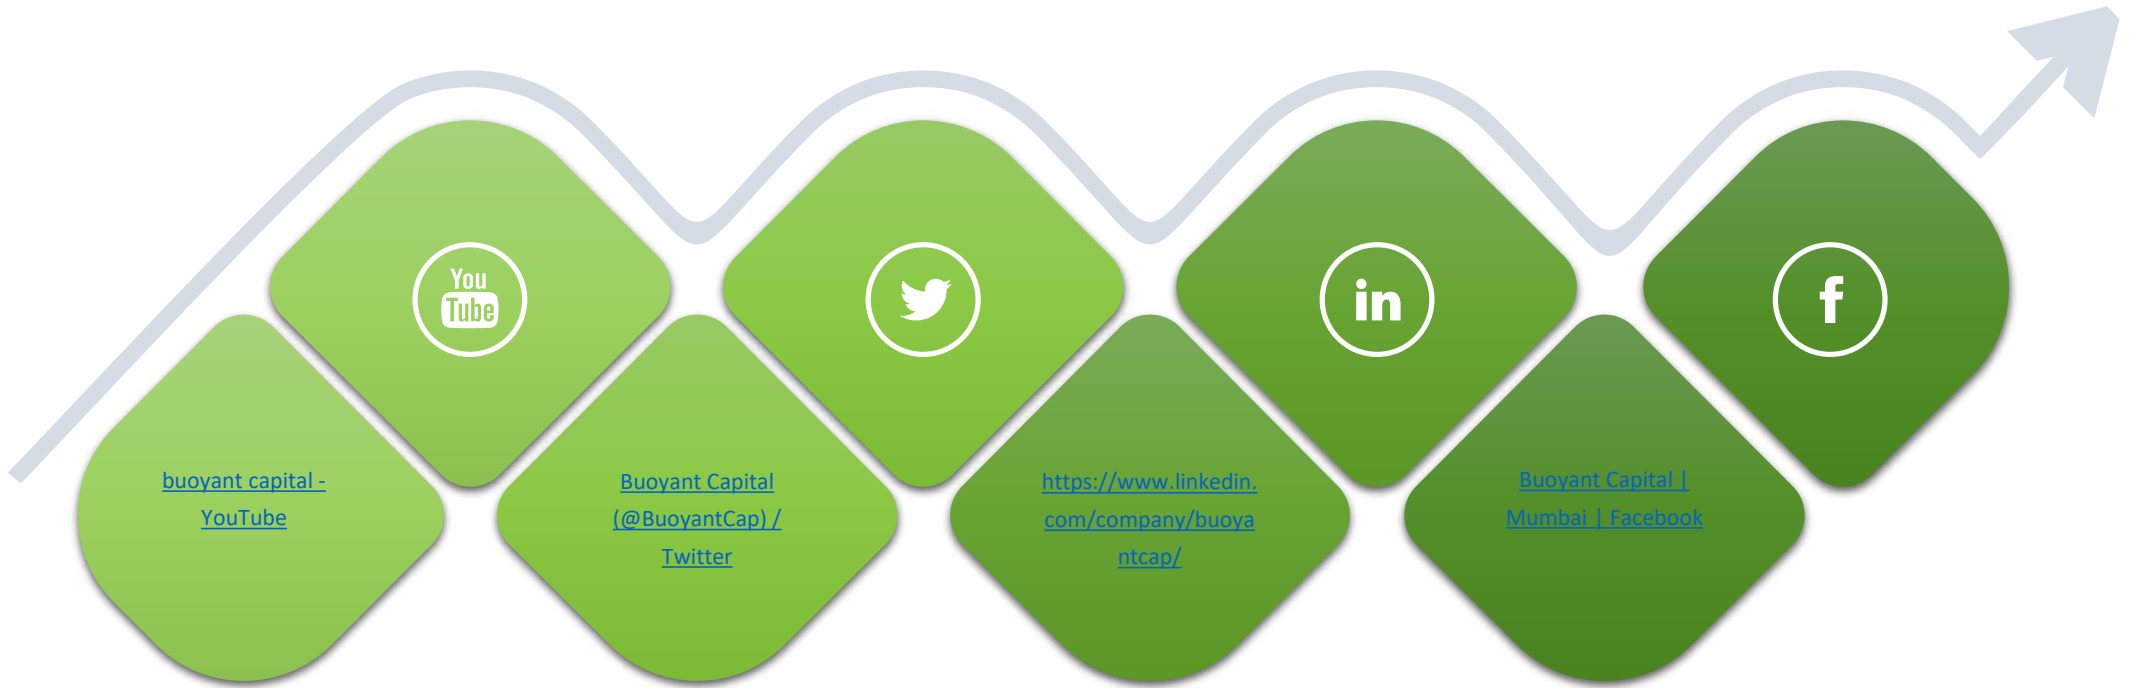 You
Tube
in
f
buoyant capital -
YouTube
Buoyant Capital
(@BuoyantCap) /
Twitter
https://www.linkedin.
com/company/buoya
ntcap/
Buoyant Capital |
Mumbai | Facebook